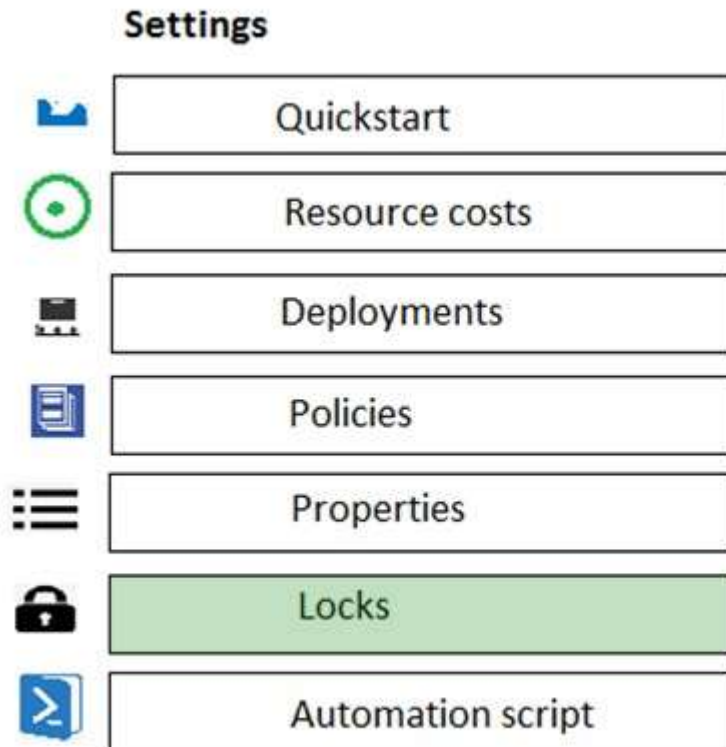 Settings
Quickstart
Resource costs
Deployments
Policies
Properties
Locks
Automation script